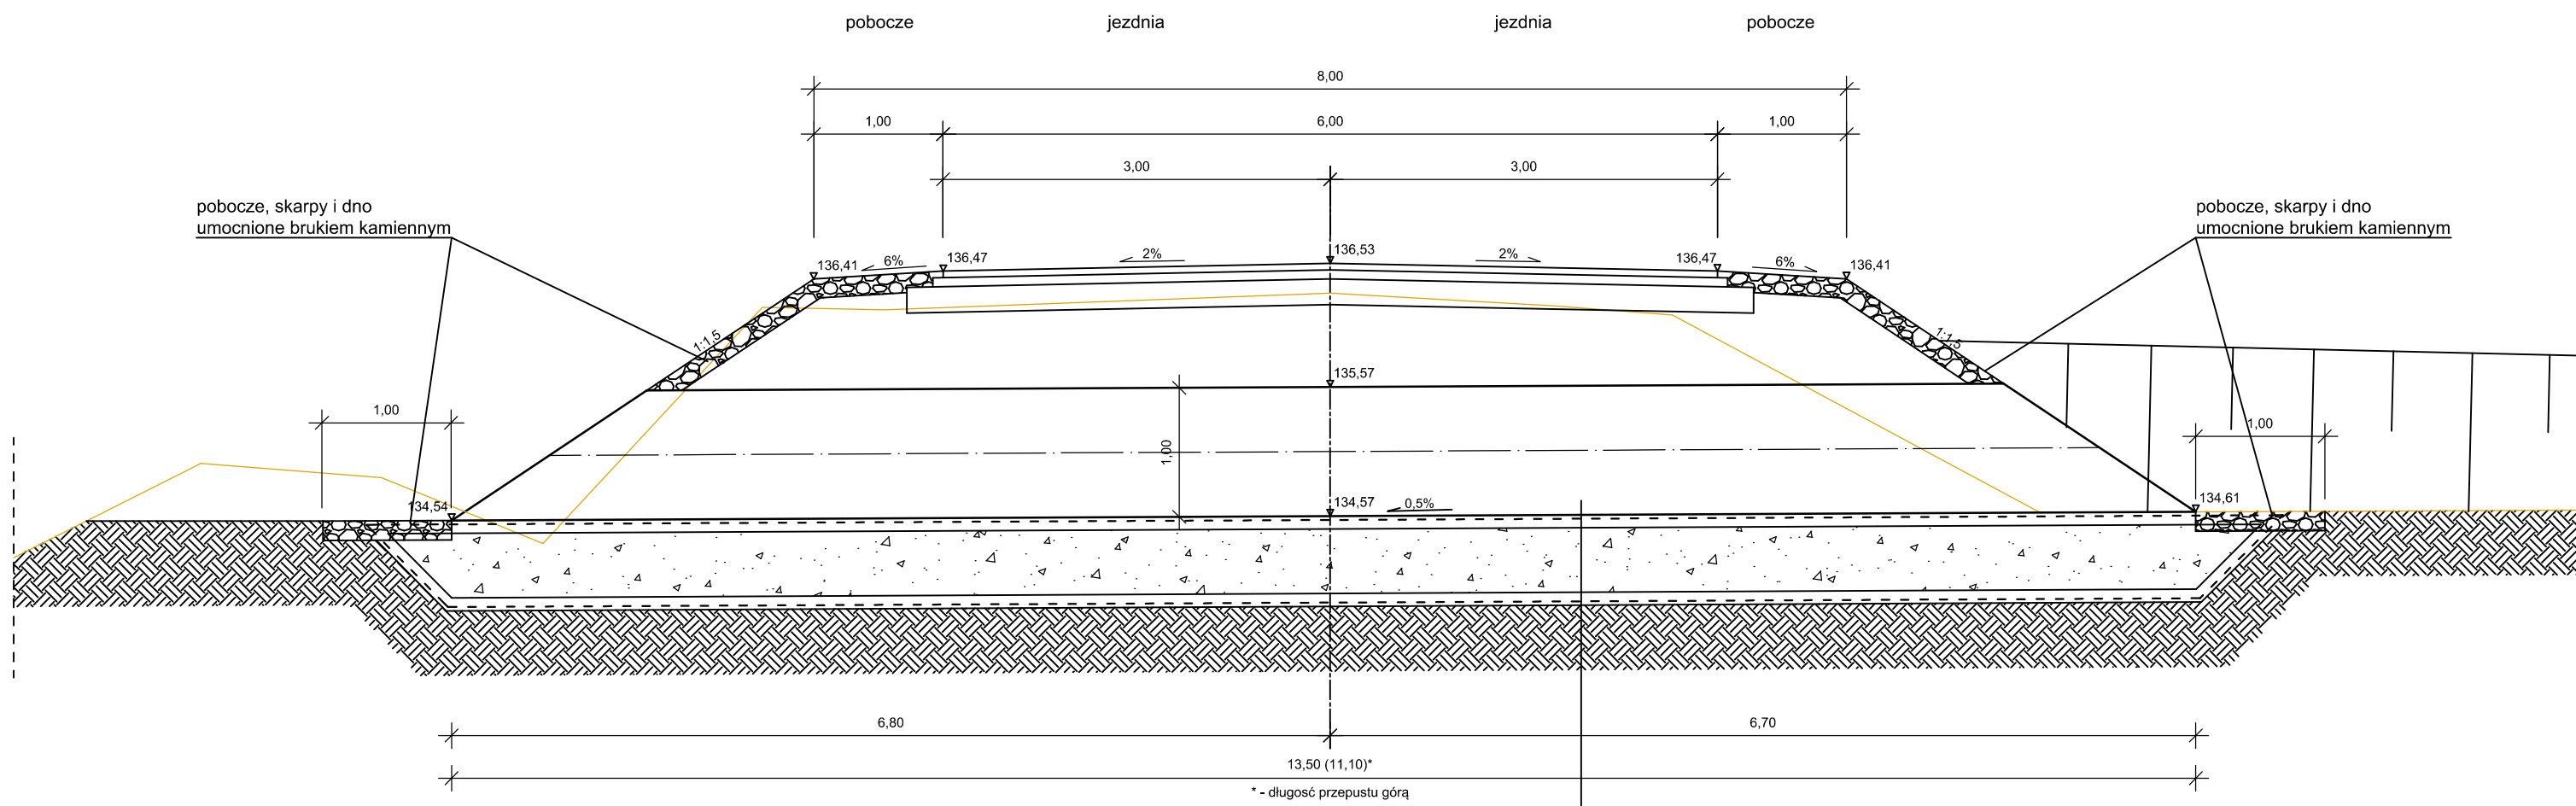 pobocze jezdnia jezdnia pobocze
8,00
1,00 6,00 1,00
3,00 3,00
pobocze, skarpy i dno
umocnione brukiem kamiennym
pobocze, skarpy i dno
umocnione brukiem kamiennym
136,41 6% 136,47 2% 136,53 2% 136,47 6% 136,41
1:1,5 1:1,5
135,57
1,00 1,00
1,00
134,54 134,57 0,5% 134,61
6,80 6,70
13,50 (11,10)*
* - długość przepustu górą